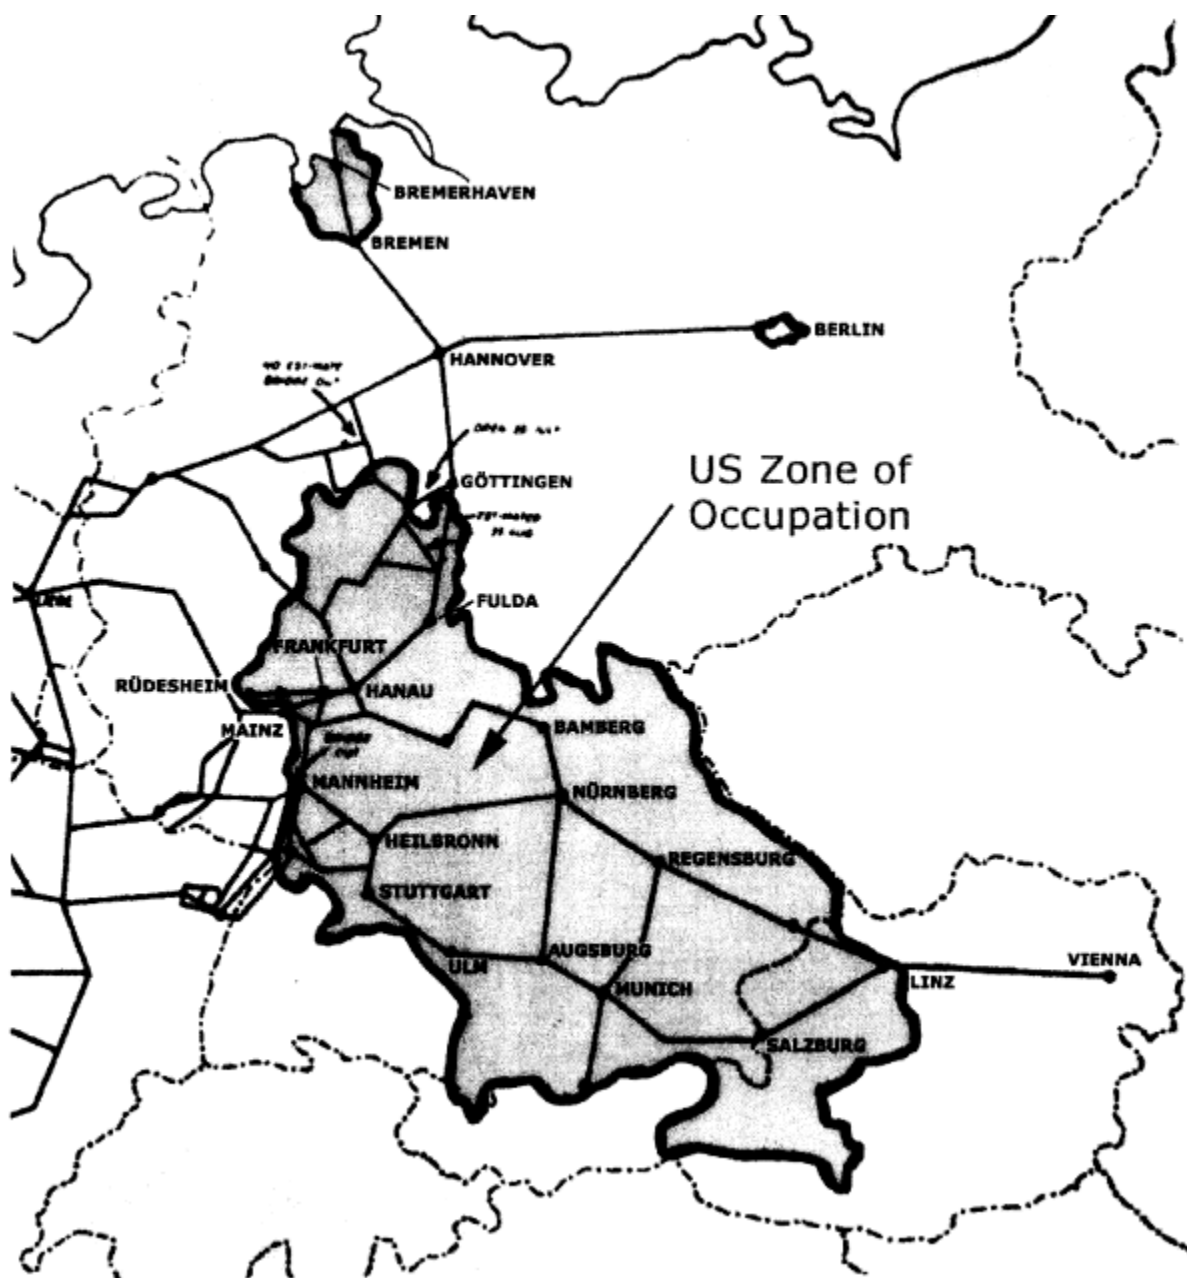 BREMERHAVEN
BREMEN
BERLIN
HANNOVER
GÖTTINGEN
US Zone of
Occupation
FULDA
FRANKFURT
RÜDESHEIM
HANAU
MAINZ
BAMBERG
MANNHEIM
NÜRNBERG
HEILBRONN
REGENSBURG
STUTTGART
AUGSBURG
ULM
VIENNA
LINZ
MUNICH
SALZBURG